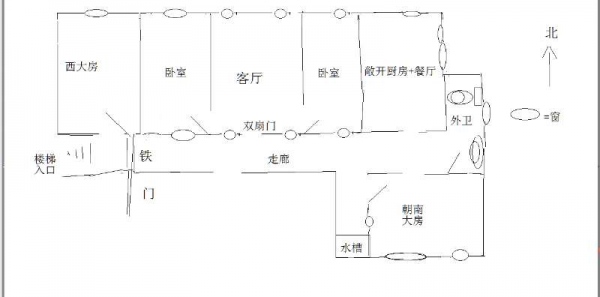 北
西大房
卧室
客厅
卧室
敞开厨房+餐厅
外卫
=窗
双扇门
楼梯
入口
铁
门
走廊
朝南
大房
水槽